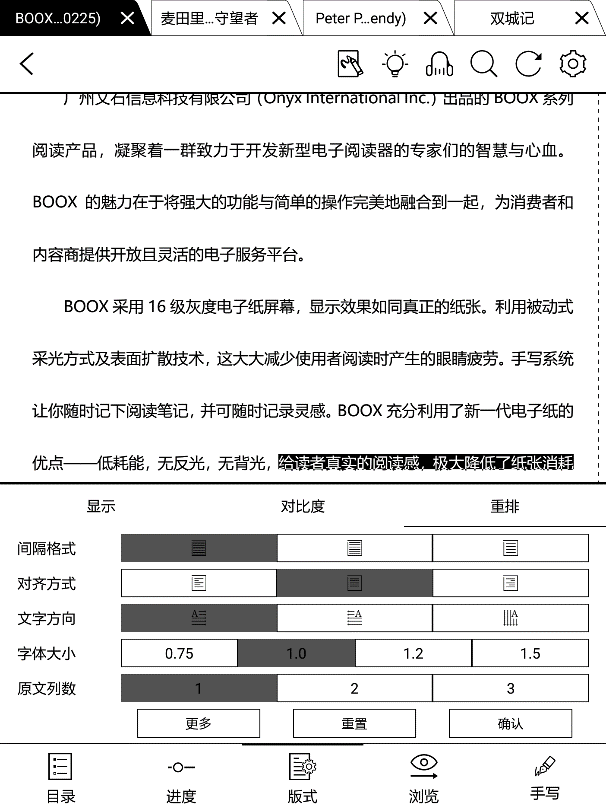 BOOX...0225)
麦田里...守望者
Peter P...endy)
双城记
广州文石信息科技有限公司（Onyx International Inc.）出品的 BOOX 系列
阅读产品，凝聚着一群致力于开发新型电子阅读器的专家们的智慧与心血。
BOOX 的魅力在于将强大的功能与简单的操作完美地融合到一起，为消费者和
内容商提供开放且灵活的电子服务平台。
BOOX 采用 16 级灰度电子纸屏幕，显示效果如同真正的纸张。利用被动式
采光方式及表面扩散技术，这大大减少使用者阅读时产生的眼睛疲劳。手写系统
让你随时记下阅读笔记，并可随时记录灵感。BOOX 充分利用了新一代电子纸的
优点——低耗能，无反光，无背光，给读者真实的阅读感，极大降低了纸张消耗
显示
对比度
重排
间隔格式
对齐方式
文字方向
字体大小
0.75
1.0
1.2
1.5
原文列数
1
2
3
更多
重置
确认
目录
进度
版式
浏览
手写